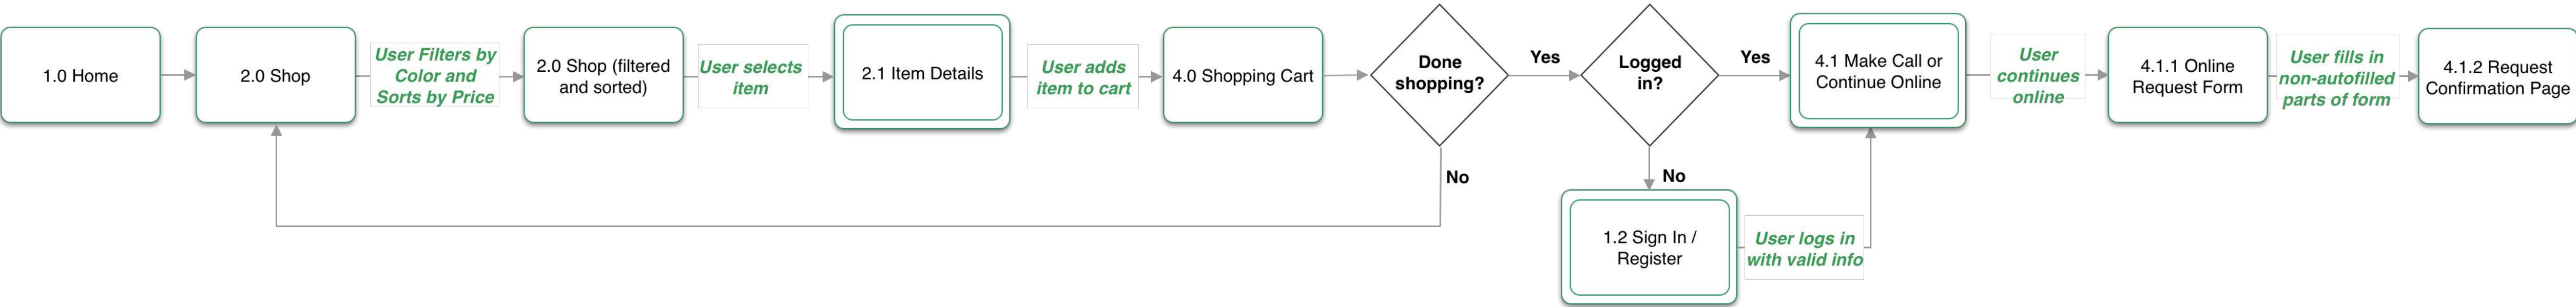 1.0 Home
2.0 Shop
User Filters by
Color and
Sorts by Price
2.0 Shop (filtered
and sorted)
User selects
item
2.1 Item Details
User adds
item to cart
4.0 Shopping Cart
Done
shopping?
Yes
Logged
in?
Yes
4.1 Make Call or
Continue Online
User
continues
online
4.1.1 Online
Request Form
User fills in
non-autofilled
parts of form
4.1.2 Request
Confirmation Page
No
No
1.2 Sign In /
Register
User logs in
with valid info